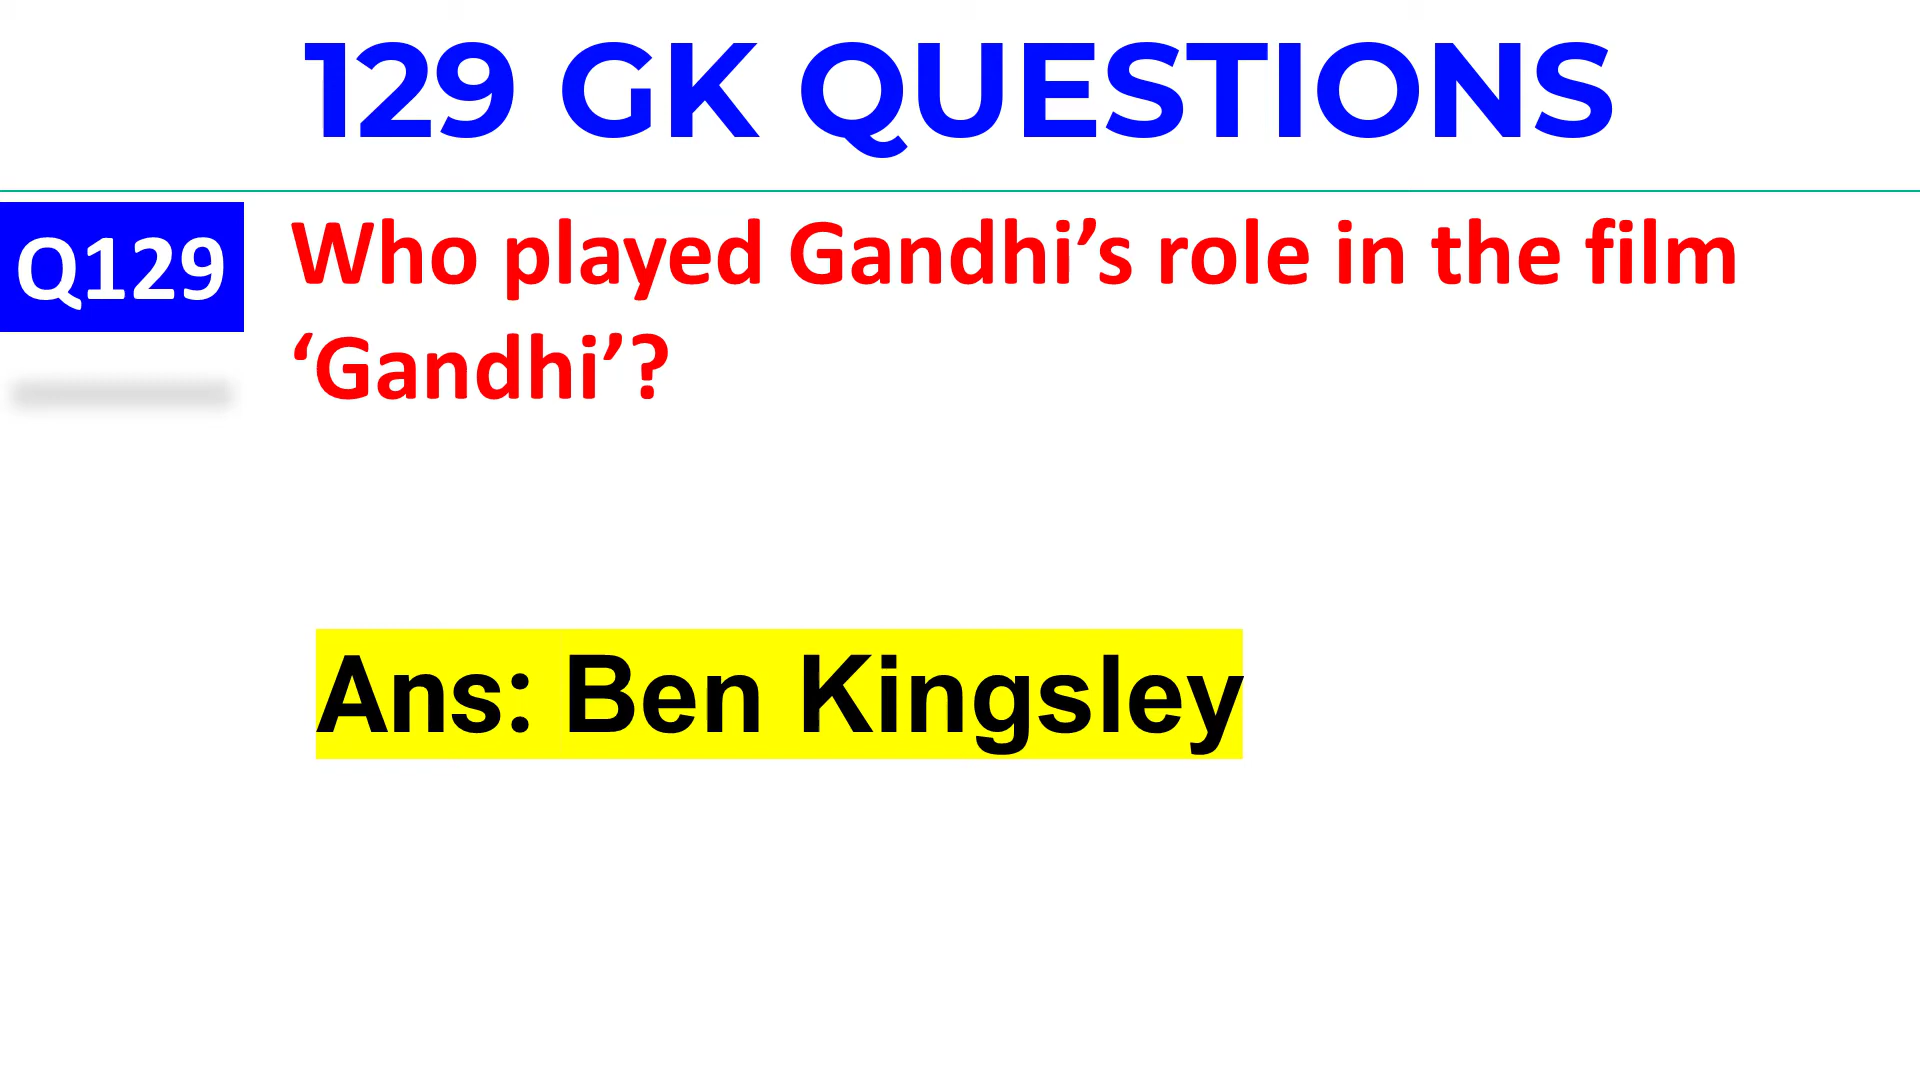 129 GK QUESTIONS
Q129
Who played Gandhi’s role in the film
‘Gandhi’?
Ans: Ben Kingsley